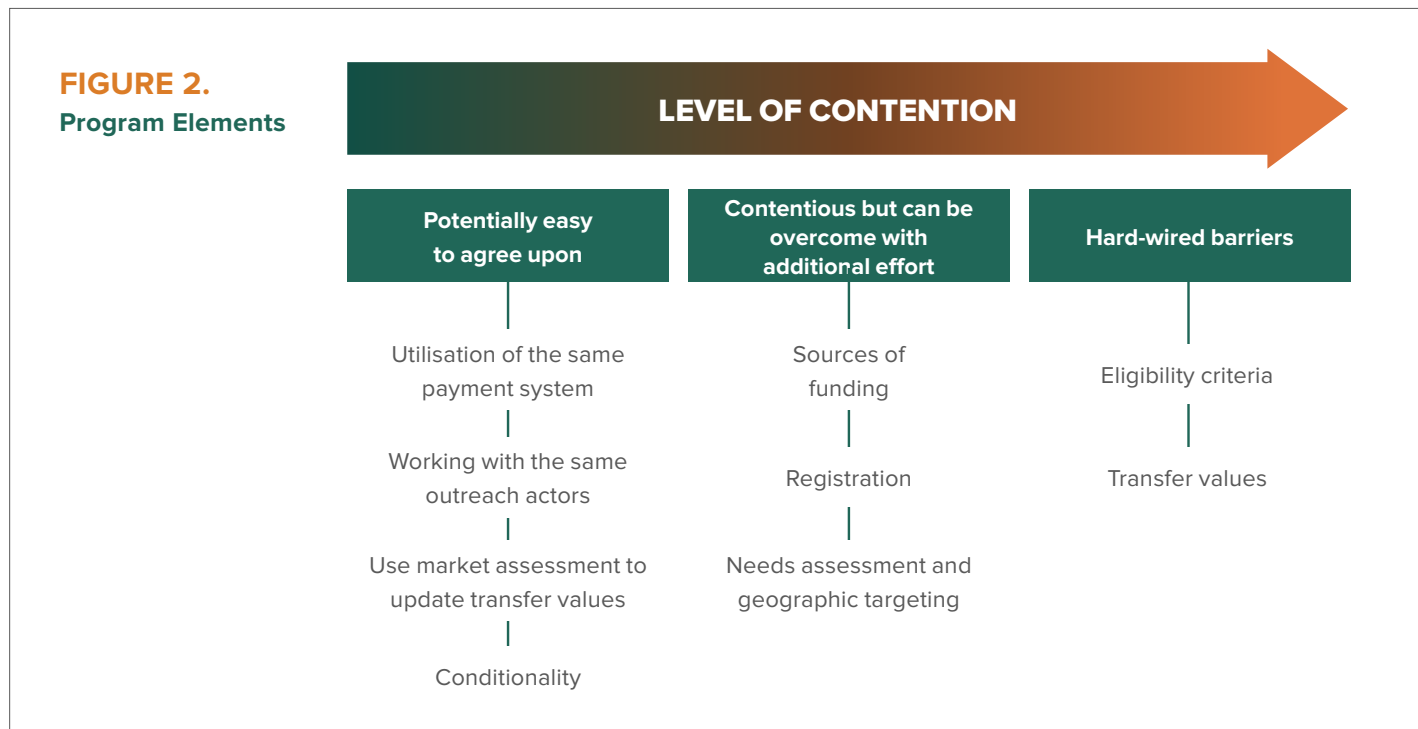 FIGURE 2.
Program Elements
LEVEL OF CONTENTION
Potentially easy
to agree upon
Utilisation of the same
payment system
Working with the same
outreach actors
Use market assessment to
update transfer values
Conditionality
Contentious but can be
overcome with
additional effort
Sources of
funding
Registration
Needs assessment and
geographic targeting
Hard-wired barriers
Eligibility criteria
Transfer values